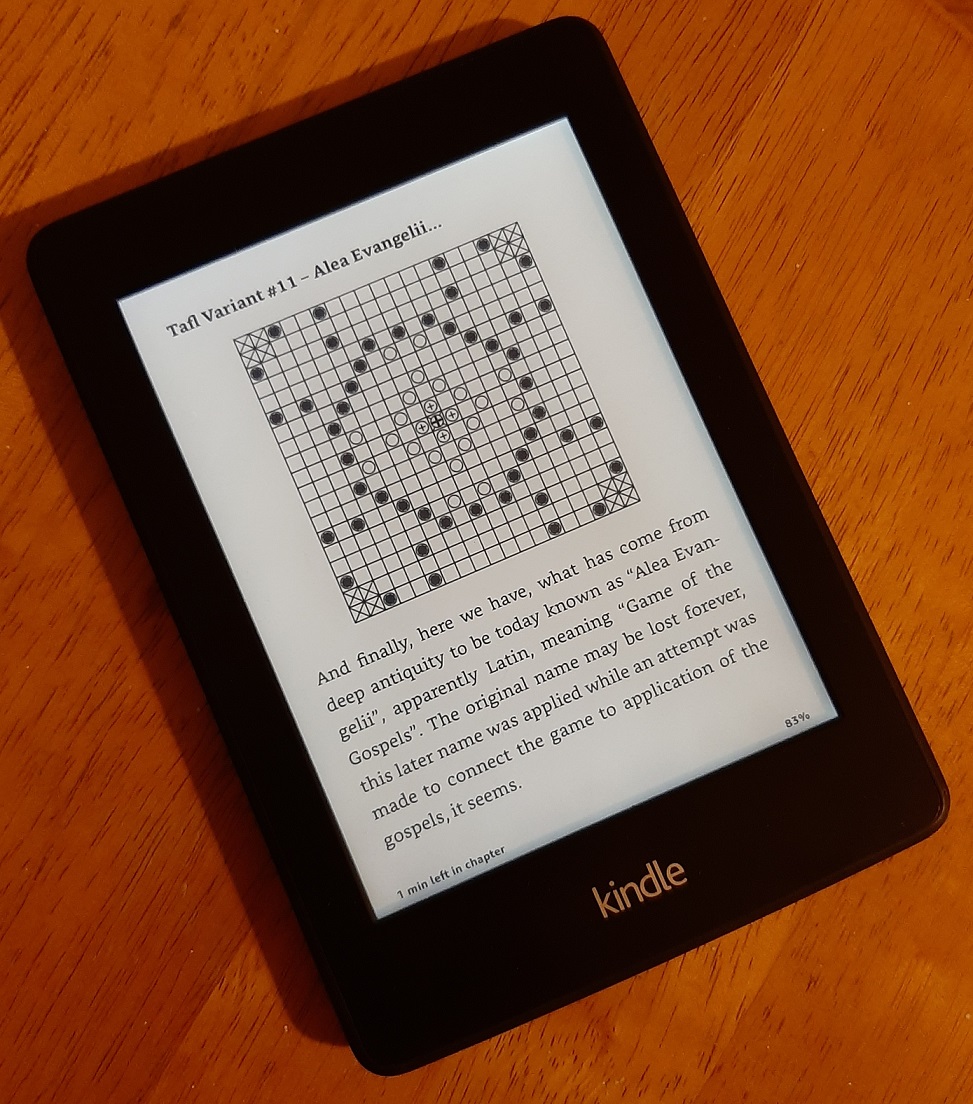 Tafl Variant #11 – Alea Evangelii...
And finally, here we have, what has come from
deep antiquity to be today known as “Alea Evan-
gelii”, apparently Latin, meaning “Game of the
Gospels”. The original name may be lost forever,
this later name was applied while an attempt was
made to connect the game to application of the
gospels, it seems.
1 min left in chapter
83%
kindle